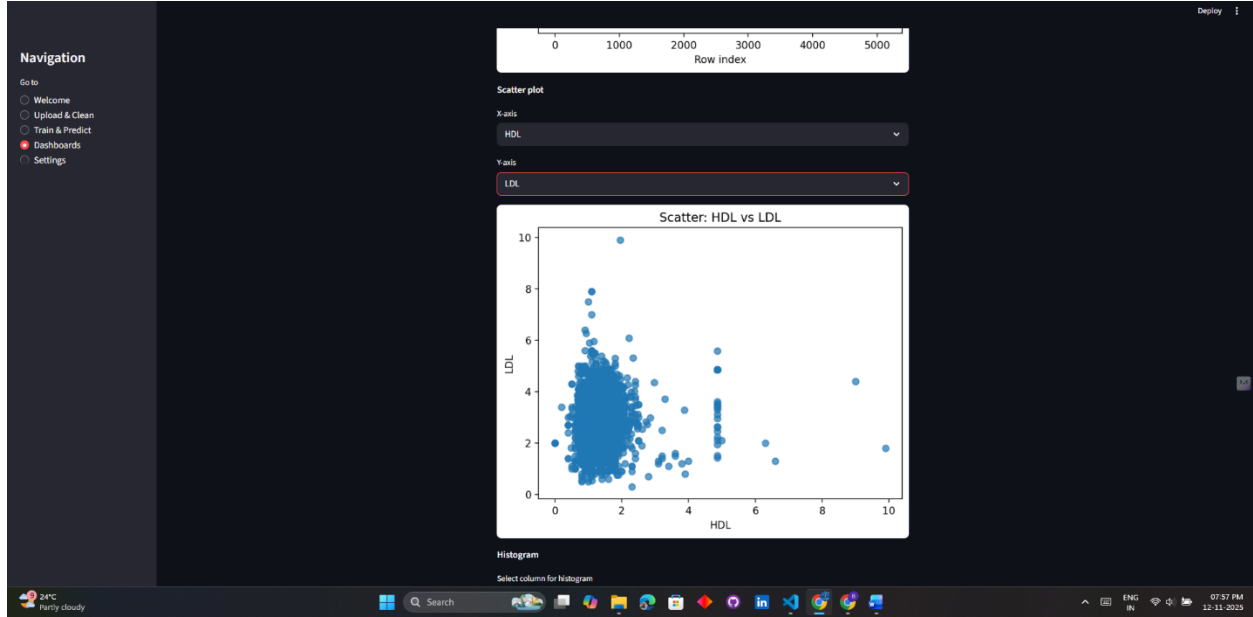 Deploy
Navigation
Go to
Welcome
Upload & Clean
Train & Predict
Dashboards
Settings
0 1000 2000 3000 4000 5000
Row index
Scatter plot
X-axis
HDL
Y-axis
LDL
Scatter: HDL vs LDL
10
8
6
4
2
0
LDL
0 2 4 6 8 10
HDL
Histogram
Select column for histogram
9
24°C
Partly cloudy
Search
ENG
IN
07:57 PM
12-11-2025